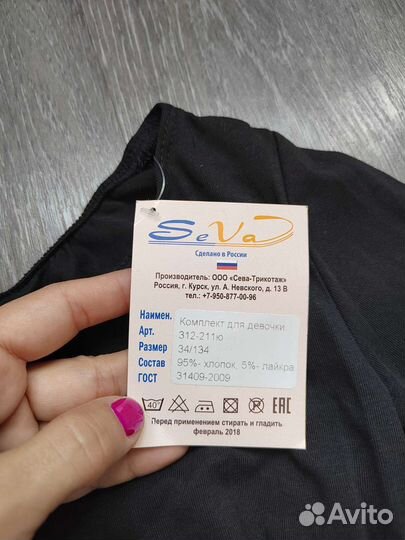 SeVa
Сделано в России
Производитель: ООО «Сева-Трикотаж»
Россия, г. Курск, ул. А. Невского, д. 13 В
тел.: +7-950-877-00-96
Наимен. Комплект для девочки
Арт. 312-211ю
Размер 34/134
Состав 95%- хлопок, 5%- лайкра
ГОСТ 31409-2009
40° EAC
Перед применением стирать и гладить
февраль 2018
Avito